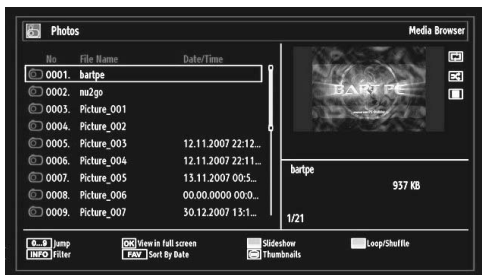 Photos Media Browser
No File Name Date/Time
0001. bartpe
0002. nu2go
0003. Picture_001
0004. Picture_002
0005. Picture_003 12.11.2007 22:12...
0006. Picture_004 12.11.2007 22:11...
0007. Picture_005 13.11.2007 00:5...
0008. Picture_006 00.00.0000 00:0...
0009. Picture_007 30.12.2007 13:1...
BART PE
bartpe
937 KB
1/21
0...9 Jump OK View in full screen Slideshow Loop/Shuffle
INFO Filter FAV Sort By Date Thumbnails